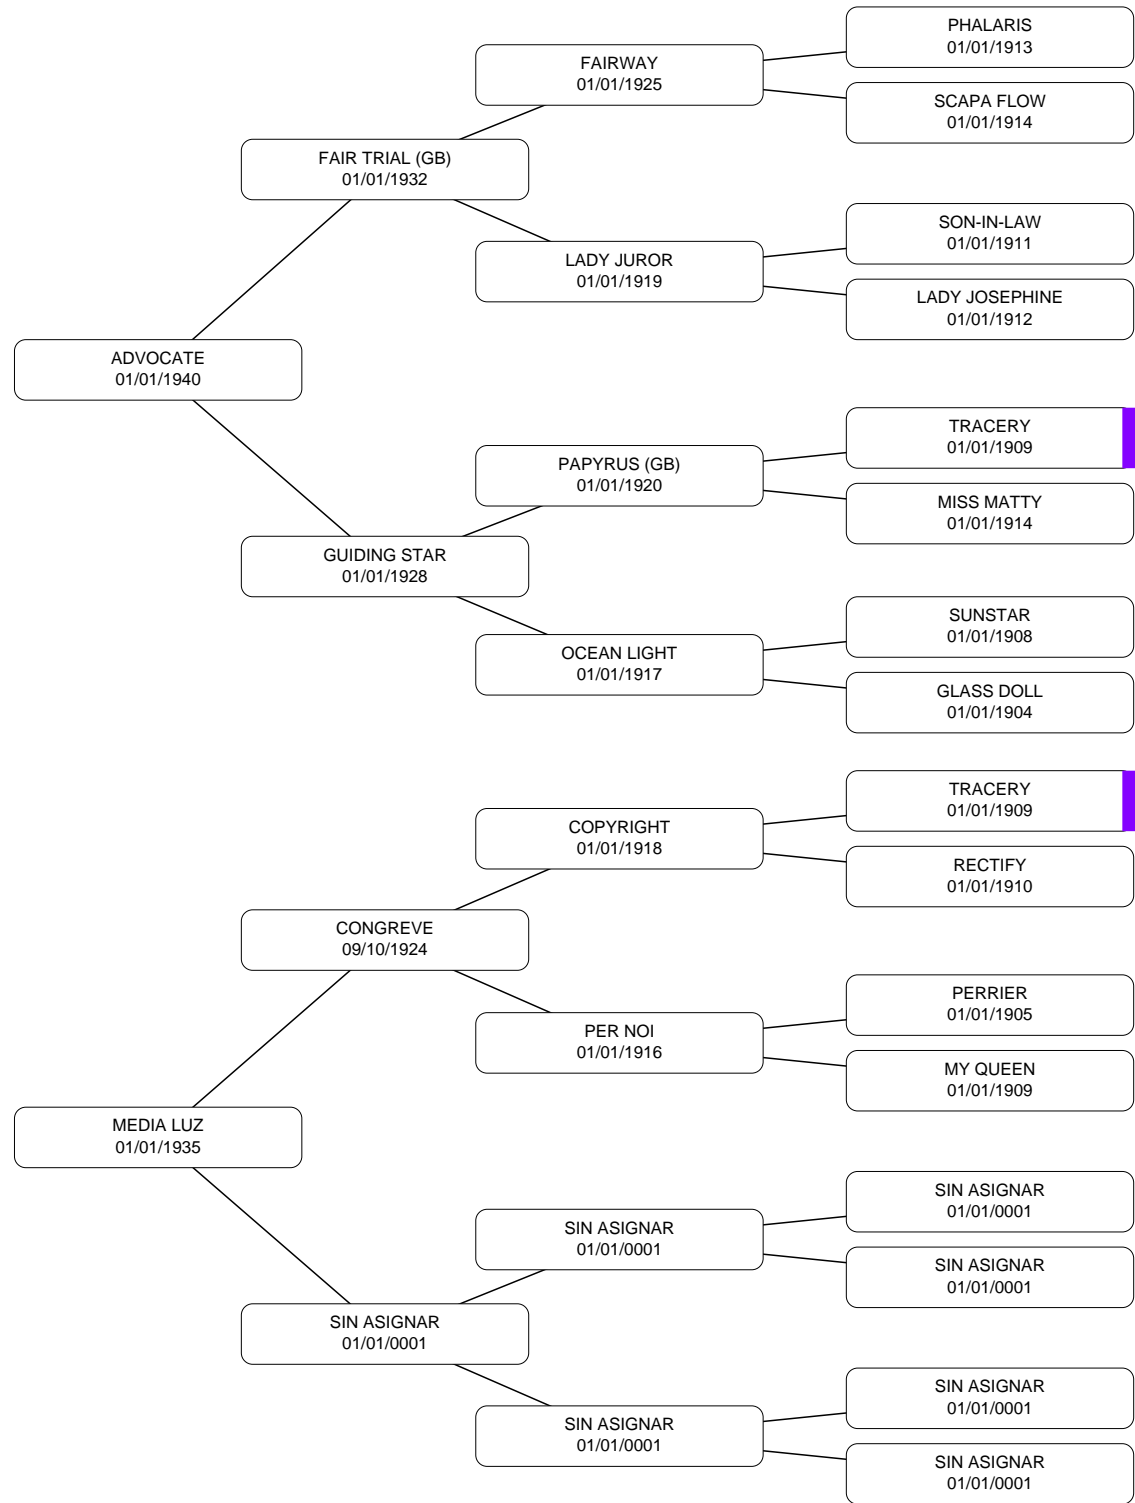 PHALARIS
01/01/1913
FAIRWAY
01/01/1925
SCAPA FLOW
01/01/1914
FAIR TRIAL (GB)
01/01/1932
SON-IN-LAW
01/01/1911
LADY JUROR
01/01/1919
LADY JOSEPHINE
01/01/1912
ADVOCATE
01/01/1940
TRACERY
01/01/1909
PAPYRUS (GB)
01/01/1920
MISS MATTY
01/01/1914
GUIDING STAR
01/01/1928
SUNSTAR
01/01/1908
OCEAN LIGHT
01/01/1917
GLASS DOLL
01/01/1904
TRACERY
01/01/1909
COPYRIGHT
01/01/1918
RECTIFY
01/01/1910
CONGREVE
09/10/1924
PERRIER
01/01/1905
PER NOI
01/01/1916
MY QUEEN
01/01/1909
MEDIA LUZ
01/01/1935
SIN ASIGNAR
01/01/0001
SIN ASIGNAR
01/01/0001
SIN ASIGNAR
01/01/0001
SIN ASIGNAR
01/01/0001
SIN ASIGNAR
01/01/0001
SIN ASIGNAR
01/01/0001
SIN ASIGNAR
01/01/0001